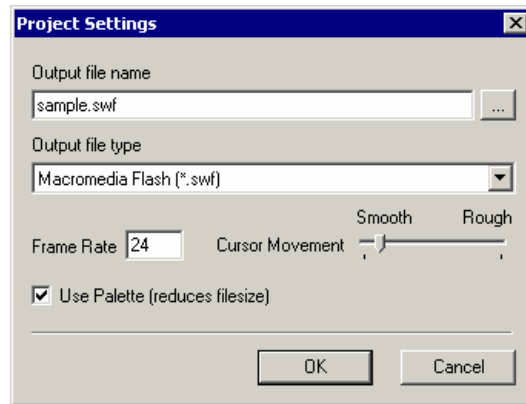 Project Settings
Output file name
sample.swf
...
Output file type
Macromedia Flash (*.swf)
Smooth Rough
Frame Rate 24 Cursor Movement
Use Palette (reduces filesize)
OK Cancel